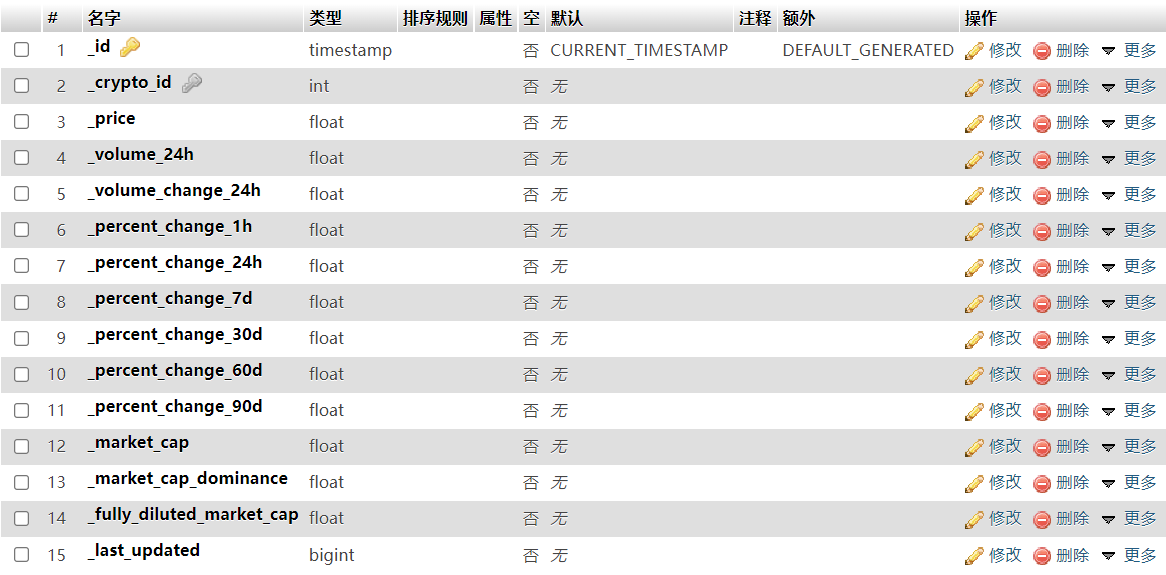 # 名字 类型 排序规则 属性 空 默认 注释 额外 操作
1 _id timestamp 否 CURRENT_TIMESTAMP DEFAULT_GENERATED 修改 删除 更多
2 _crypto_id int 否 无 修改 删除 更多
3 _price float 否 无 修改 删除 更多
4 _volume_24h float 否 无 修改 删除 更多
5 _volume_change_24h float 否 无 修改 删除 更多
6 _percent_change_1h float 否 无 修改 删除 更多
7 _percent_change_24h float 否 无 修改 删除 更多
8 _percent_change_7d float 否 无 修改 删除 更多
9 _percent_change_30d float 否 无 修改 删除 更多
10 _percent_change_60d float 否 无 修改 删除 更多
11 _percent_change_90d float 否 无 修改 删除 更多
12 _market_cap float 否 无 修改 删除 更多
13 _market_cap_dominance float 否 无 修改 删除 更多
14 _fully_diluted_market_cap float 否 无 修改 删除 更多
15 _last_updated bigint 否 无 修改 删除 更多